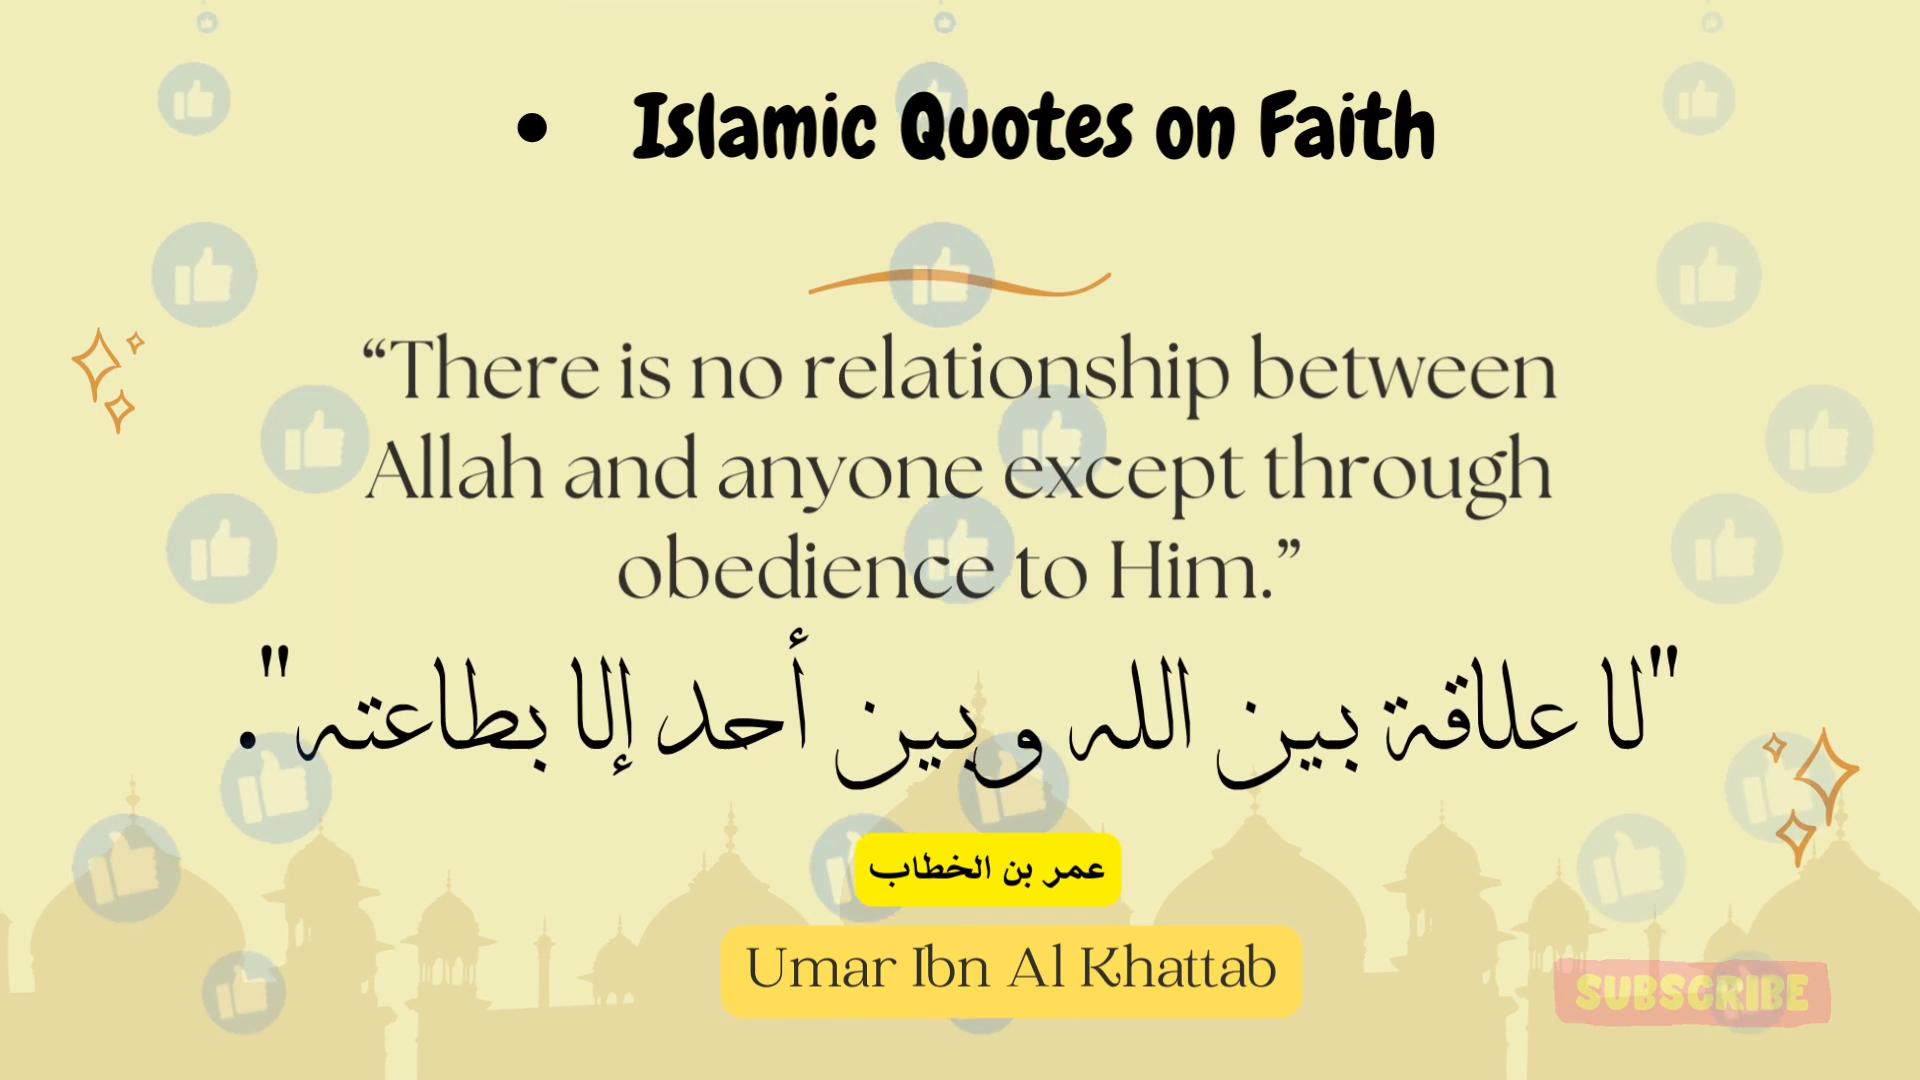 • Islamic Quotes on Faith
“There is no relationship between
Allah and anyone except through
obedience to Him.”
"لا علاقة بين الله وبين أحد إلا بطاعته".
عمر بن الخطاب
Umar Ibn Al Khattab
SUBSCRIBE